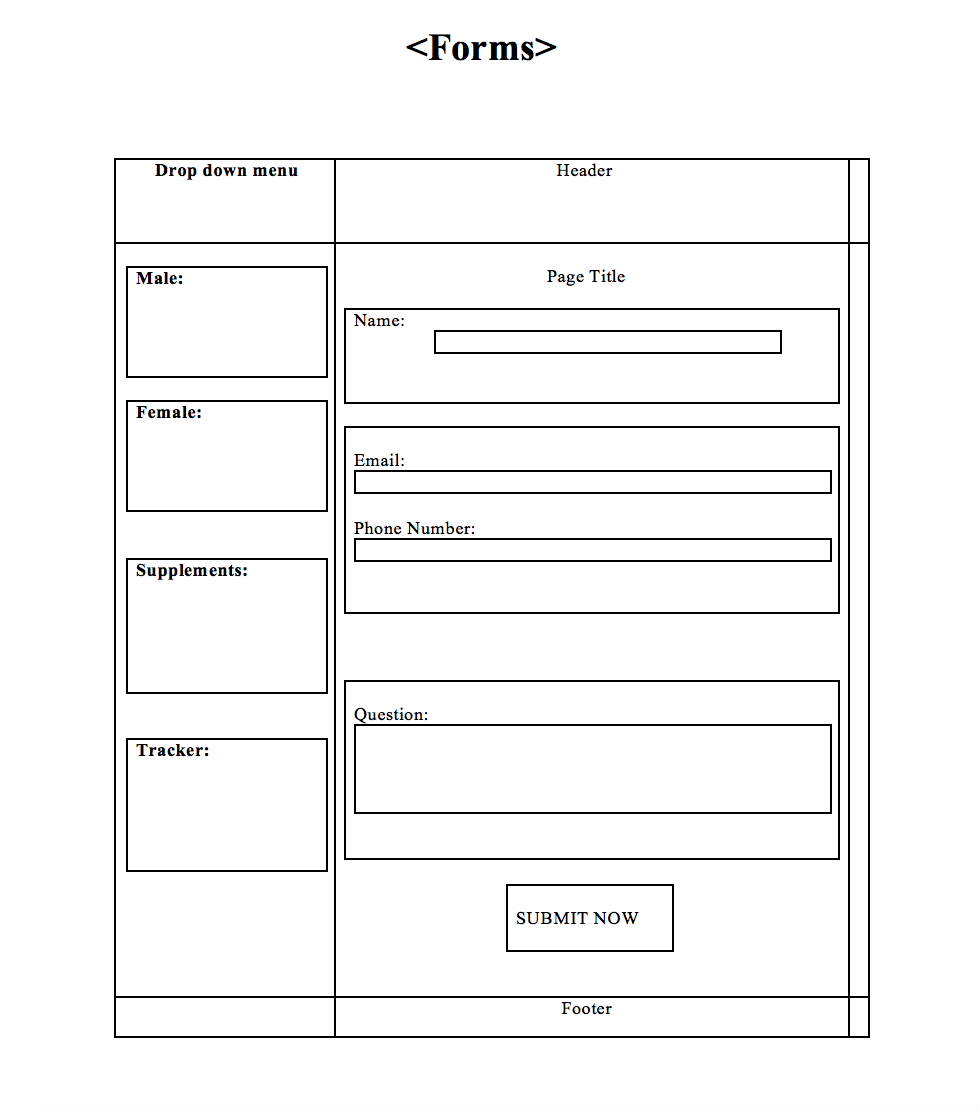 <Forms>
Drop down menu
Header
Male:
Female:
Supplements:
Tracker:
Page Title
Name:
Email:
Phone Number:
Question:
SUBMIT NOW
Footer